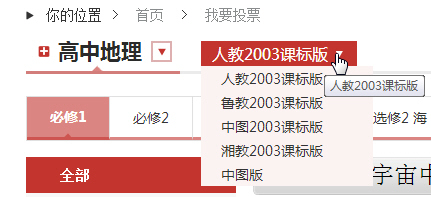 你的位置 > 首页 > 我要投票
高中地理 人教2003课标版
人教2003课标版
人教2003课标版
鲁教2003课标版
必修1 必修2 中图2003课标版 选修2 海
湘教2003课标版
全部 中图版 宇宙中